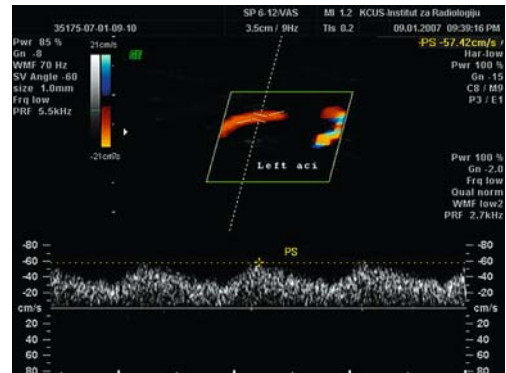 SP 6-12/VAS MI 1.2 KCUS-Institut za Radiologiju
35175-07-01-09-10 3.5cm / 9Hz TIs 0.2 09.01.2007 09:39:16 PM
Pwr 85 %
Gn -8
WMF 70 Hz
SV Angle -60
size 1.0mm
Frq low
PRF 5.5kHz
21cm/s
-21cm/s
PS -57.42cm/s
Har-low
Pwr 100 %
Gn -15
C8 / M9
P3 / E1
Left aci
Pwr 100 %
Gn -2.0
Frq low
Qual norm
WMF low2
PRF 2.7kHz
PS
-80 -80
-60 -60
-40 -40
-20 -20
cm/s cm/s
20 20
40 40
60 60
80 80